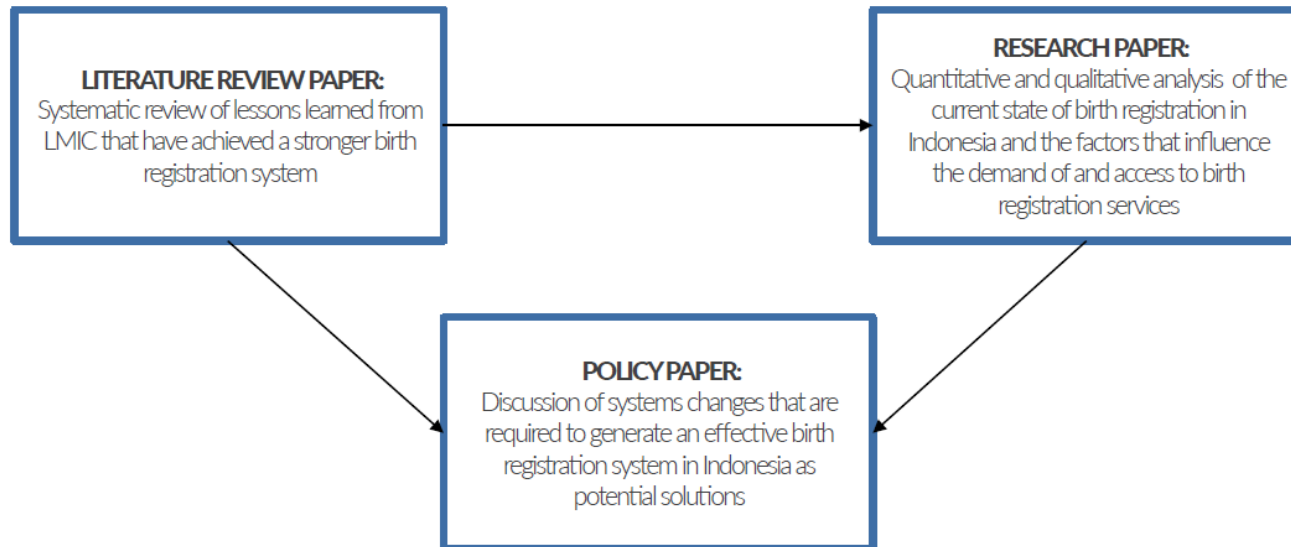 LITERATURE REVIEW PAPER:
Systematic review of lessons learned from
LMIC that have achieved a stronger birth
registration system
RESEARCH PAPER:
Quantitative and qualitative analysis of the
current state of birth registration in
Indonesia and the factors that influence
the demand of and access to birth
registration services
POLICY PAPER:
Discussion of systems changes that are
required to generate an effective birth
registration system in Indonesia as
potential solutions